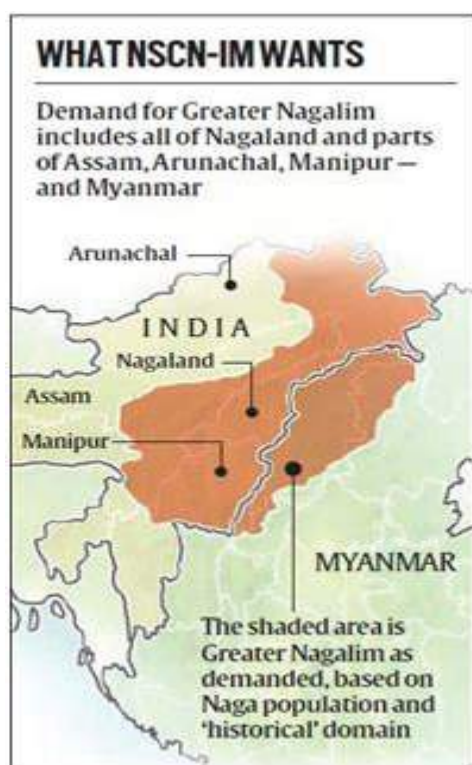 WHAT NSCN-IM WANTS
Demand for Greater Nagalim
includes all of Nagaland and parts
of Assam, Arunachal, Manipur —
and Myanmar
Arunachal
INDIA
Nagaland
Assam
Manipur
MYANMAR
The shaded area is
Greater Nagalim as
demanded, based on
Naga population and
‘historical’ domain